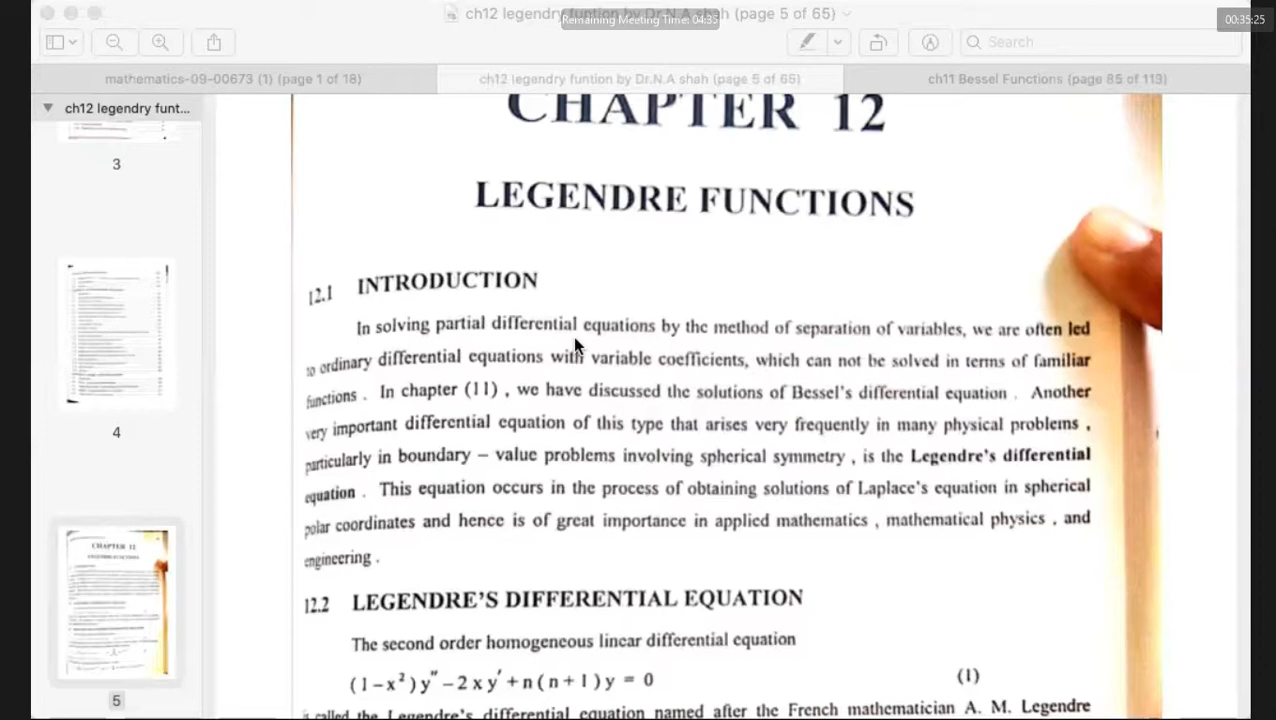 ch12 legendry funtion by Dr.N.A shah (page 5 of 65)
Remaining Meeting Time: 04:35
00:35:25
Search
mathematics-09-00673 (1) (page 1 of 18)
ch12 legendry funtion by Dr.N.A shah (page 5 of 65)
ch11 Bessel Functions (page 85 of 113)
ch12 legendry funt...
3
4
5
CHAPTER 12
LEGENDRE FUNCTIONS
12.1 INTRODUCTION
In solving partial differential equations by the method of separation of variables, we are often led
to ordinary differential equations with variable coefficients, which can not be solved in terms of familiar
functions . In chapter (11) , we have discussed the solutions of Bessel's differential equation . Another
very important differential equation of this type that arises very frequently in many physical problems ,
particularly in boundary – value problems involving spherical symmetry , is the Legendre's differential
equation . This equation occurs in the process of obtaining solutions of Laplace's equation in spherical
polar coordinates and hence is of great importance in applied mathematics , mathematical physics , and
engineering .
12.2 LEGENDRE'S DIFFERENTIAL EQUATION
The second order homogeneous linear differential equation
(1-x²)y″-2xy′+n(n+1)y = 0 (1)
is called the Legendre's differential equation named after the French mathematician A. M. Legendre